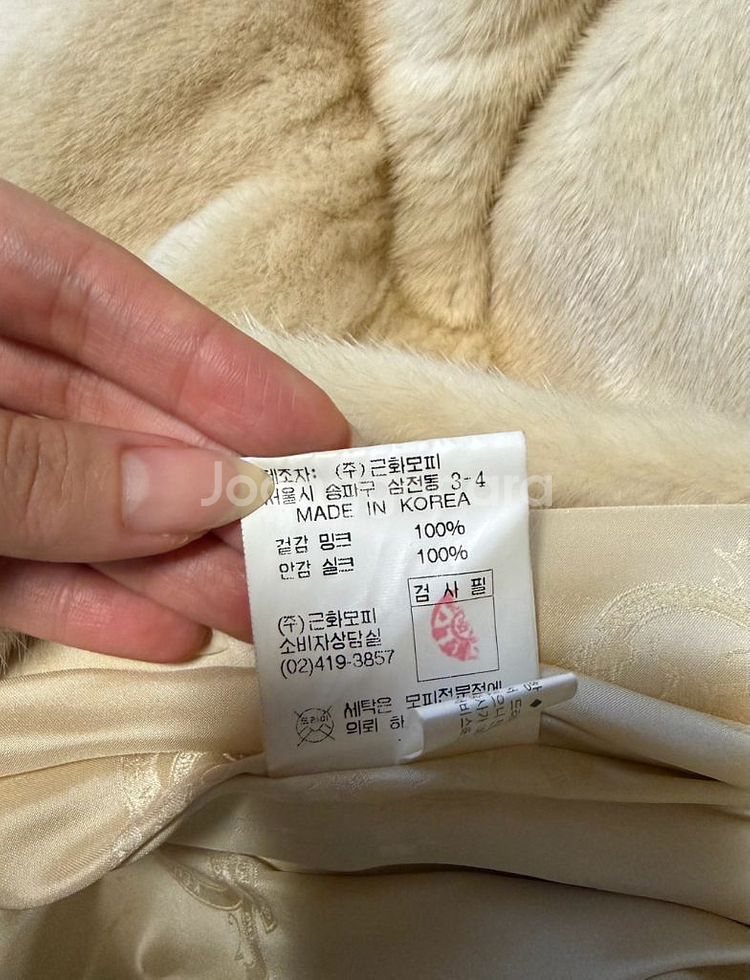 제조자: (주)근화모피
서울시 송파구 삼전동 3-4
MADE IN KOREA
겉감 밍크 100%
안감 실크 100%
검사필
(주)근화모피
소비자상담실
(02)419-3857
드라이
세탁은 모피전문점에
의뢰 하